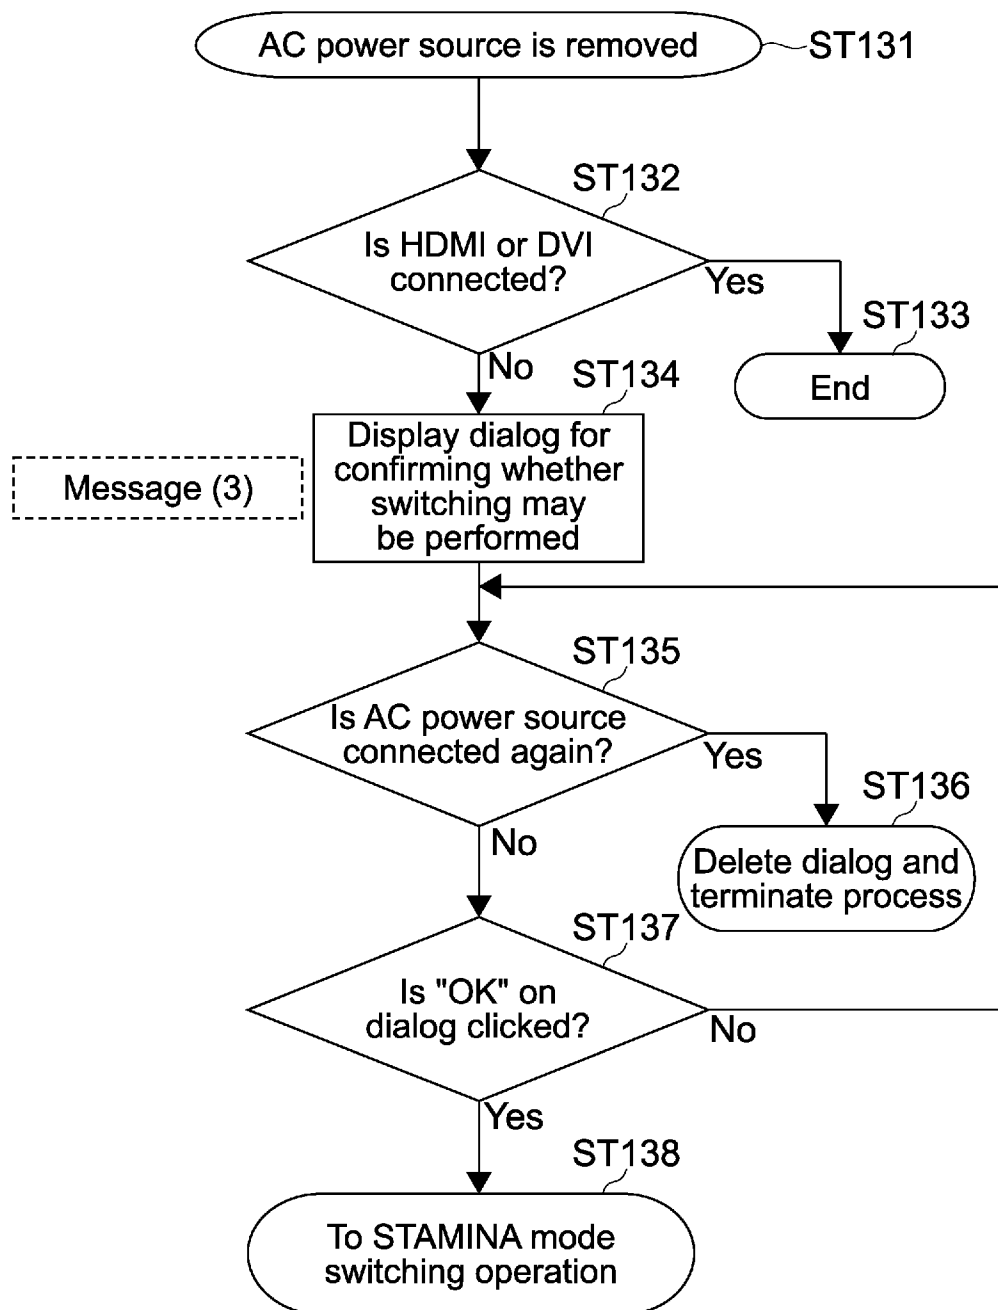 AC power source is removed
ST131
ST132
Is HDMI or DVI
connected?
Yes
ST133
End
No
ST134
Display dialog for
confirming whether
switching may
be performed
Message (3)
ST135
Is AC power source
connected again?
Yes
ST136
Delete dialog and
terminate process
No
ST137
Is "OK" on
dialog clicked?
No
Yes
ST138
To STAMINA mode
switching operation